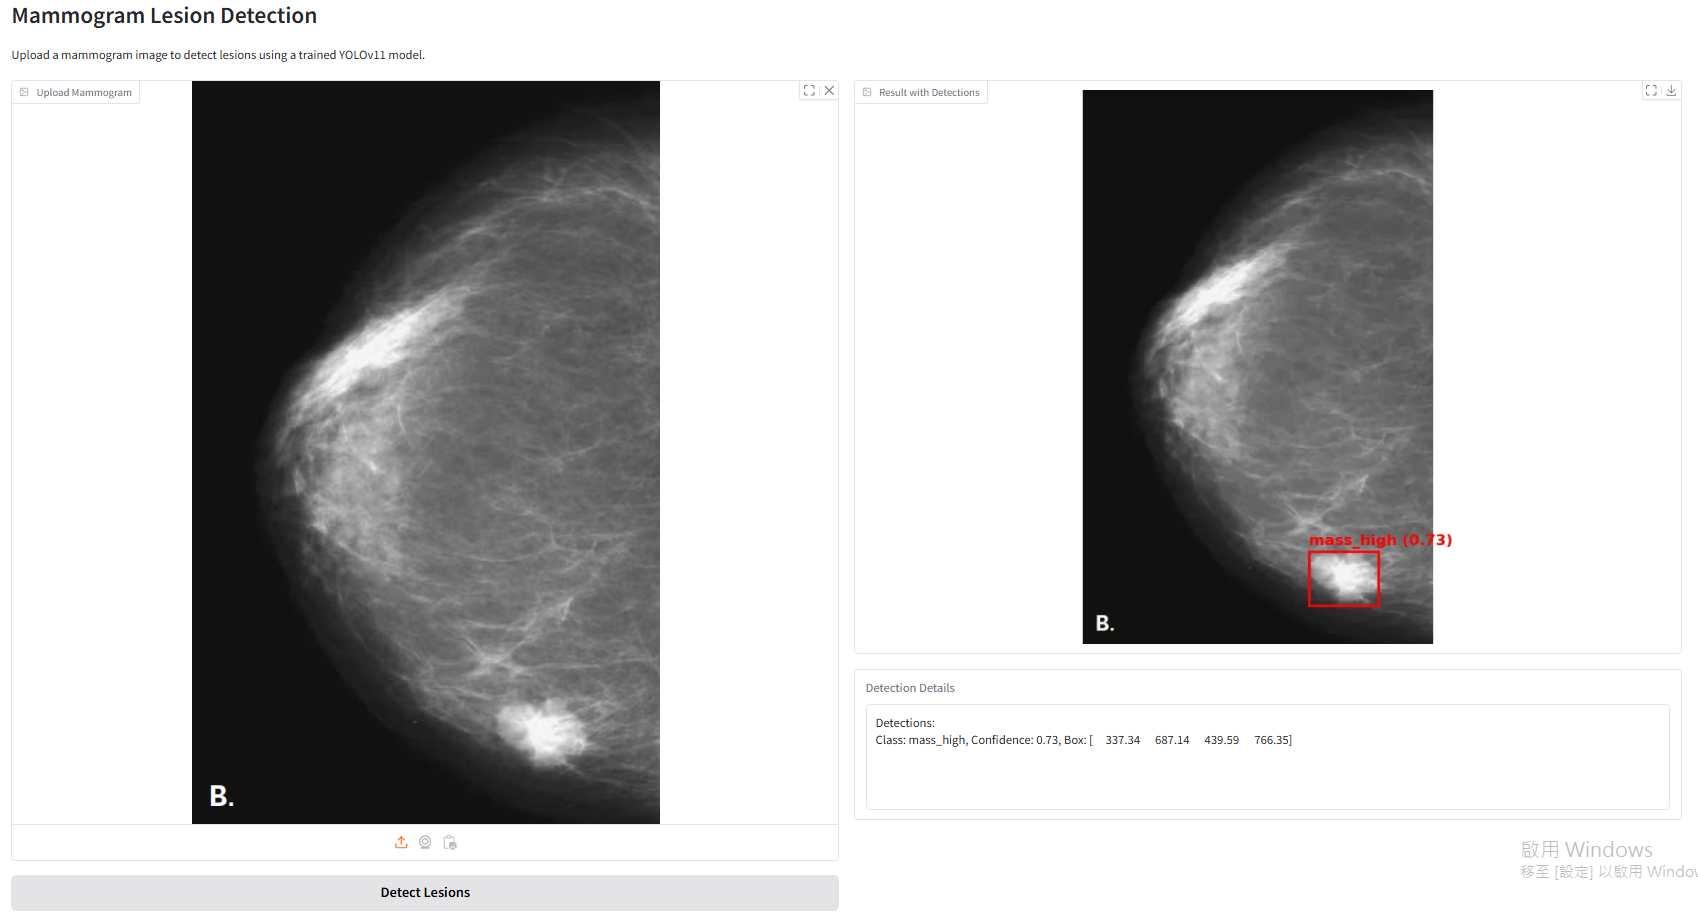 Mammogram Lesion Detection
Upload a mammogram image to detect lesions using a trained YOLOv11 model.
Upload Mammogram
B.
Detect Lesions
Result with Detections
mass_high (0.73)
B.
Detection Details
Detections:
Class: mass_high, Confidence: 0.73, Box: [ 337.34 687.14 439.59 766.35]
啟用 Windows
移至 [設定] 以啟用 Window